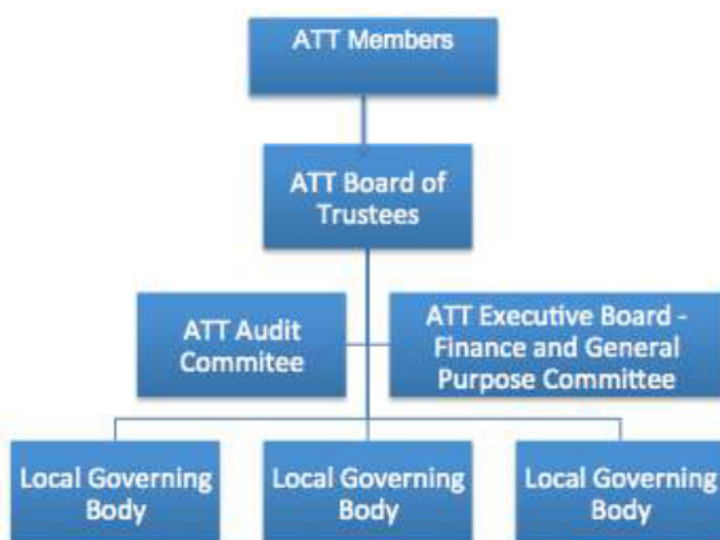 ATT Members
ATT Board of
Trustees
ATT Audit
Commitee
ATT Executive Board -
Finance and General
Purpose Committee
Local Governing
Body
Local Governing
Body
Local Governing
Body